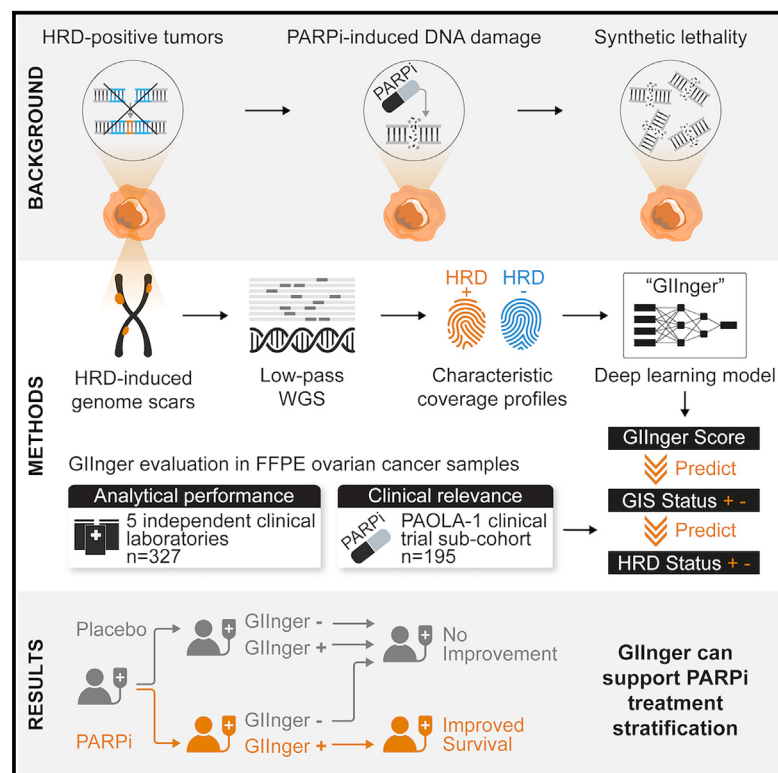 BACKGROUND
HRD-positive tumors
PARPi-induced DNA damage
Synthetic lethality
PARPi
METHODS
HRD-induced
genome scars
Low-pass
WGS
HRD
+
HRD
-
Characteristic
coverage profiles
"GIInger"
Deep learning model
GIInger Score
Predict
GIS Status + -
Predict
HRD Status + -
GIInger evaluation in FFPE ovarian cancer samples
Analytical performance
5 independent clinical
laboratories
n=327
Clinical relevance
PARPi
PAOLA-1 clinical
trial sub-cohort
n=195
RESULTS
Placebo
GIInger -
GIInger +
No
Improvement
PARPi
GIInger -
GIInger +
Improved
Survival
GIInger can
support PARPi
treatment
stratification